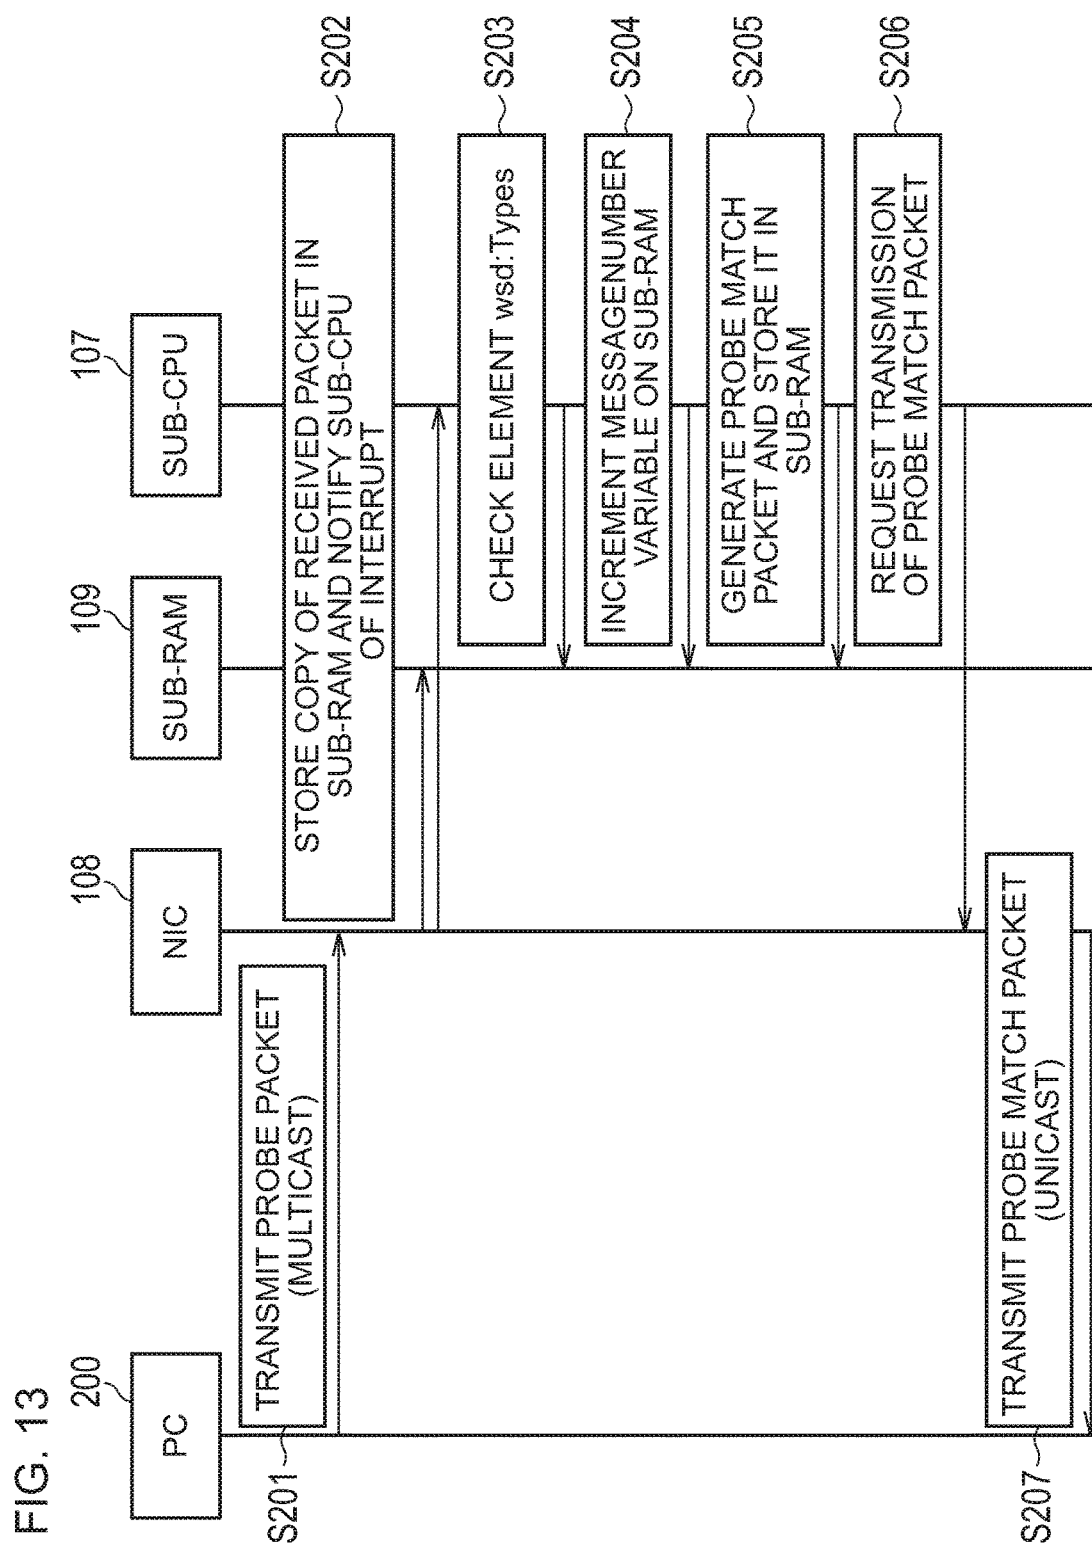 FIG. 13
200
PC
108
NIC
109
SUB-RAM
107
SUB-CPU
S201
TRANSMIT PROBE PACKET
(MULTICAST)
STORE COPY OF RECEIVED PACKET IN
SUB-RAM AND NOTIFY SUB-CPU
OF INTERRUPT
S202
CHECK ELEMENT wsd:Types
S203
INCREMENT MESSAGENUMBER
VARIABLE ON SUB-RAM
S204
GENERATE PROBE MATCH
PACKET AND STORE IT IN
SUB-RAM
S205
REQUEST TRANSMISSION
OF PROBE MATCH PACKET
S206
S207
TRANSMIT PROBE MATCH PACKET
(UNICAST)